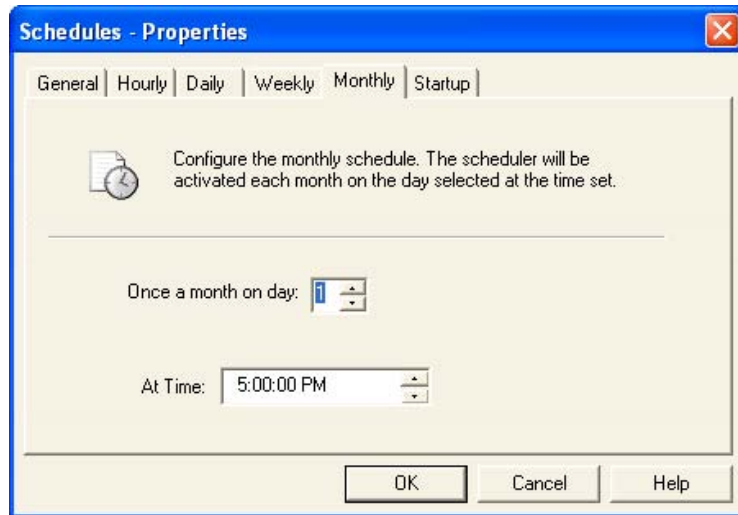 Schedules - Properties
General Hourly Daily Weekly Monthly Startup
Configure the monthly schedule. The scheduler will be
activated each month on the day selected at the time set.
Once a month on day: 1
At Time: 5:00:00 PM
OK Cancel Help